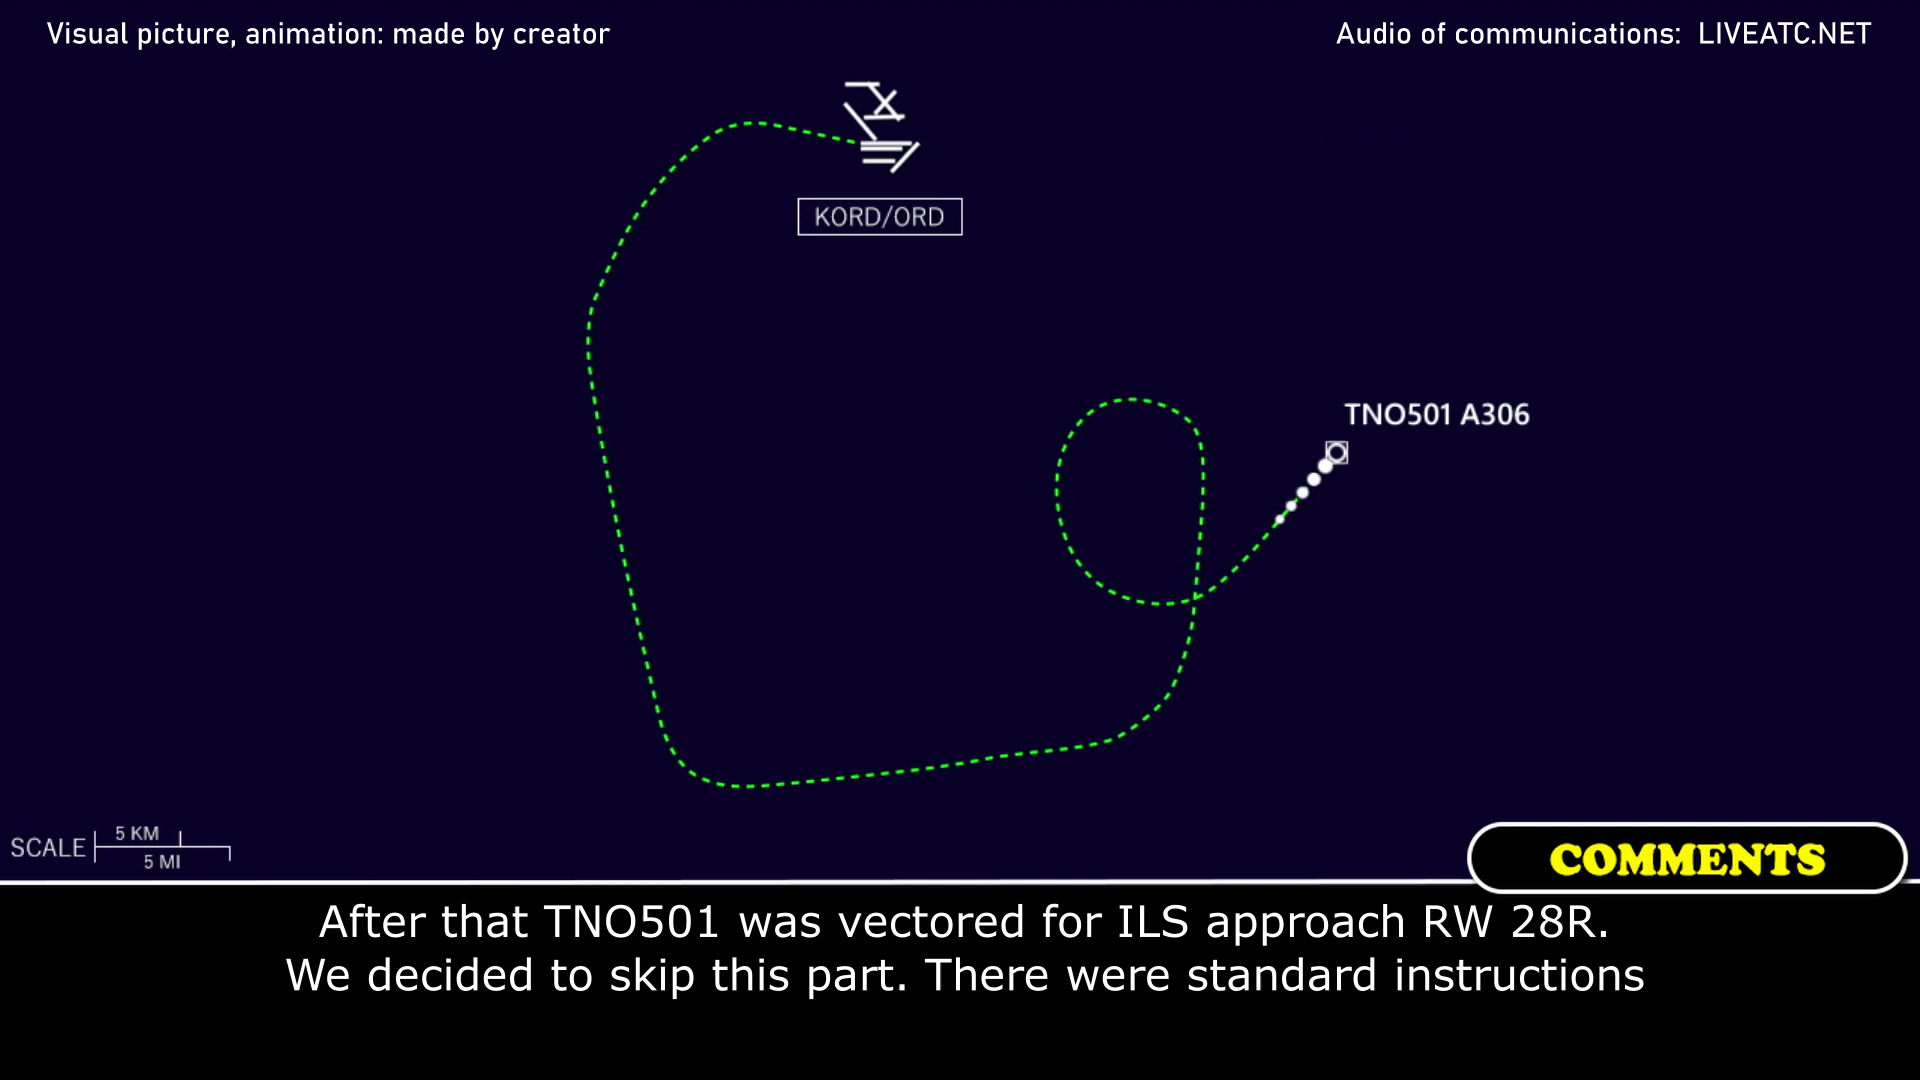 Visual picture, animation: made by creator
Audio of communications: LIVEATC.NET
KORD/ORD
TNO501 A306
SCALE
5 KM
5 MI
COMMENTS
After that TNO501 was vectored for ILS approach RW 28R.
We decided to skip this part. There were standard instructions